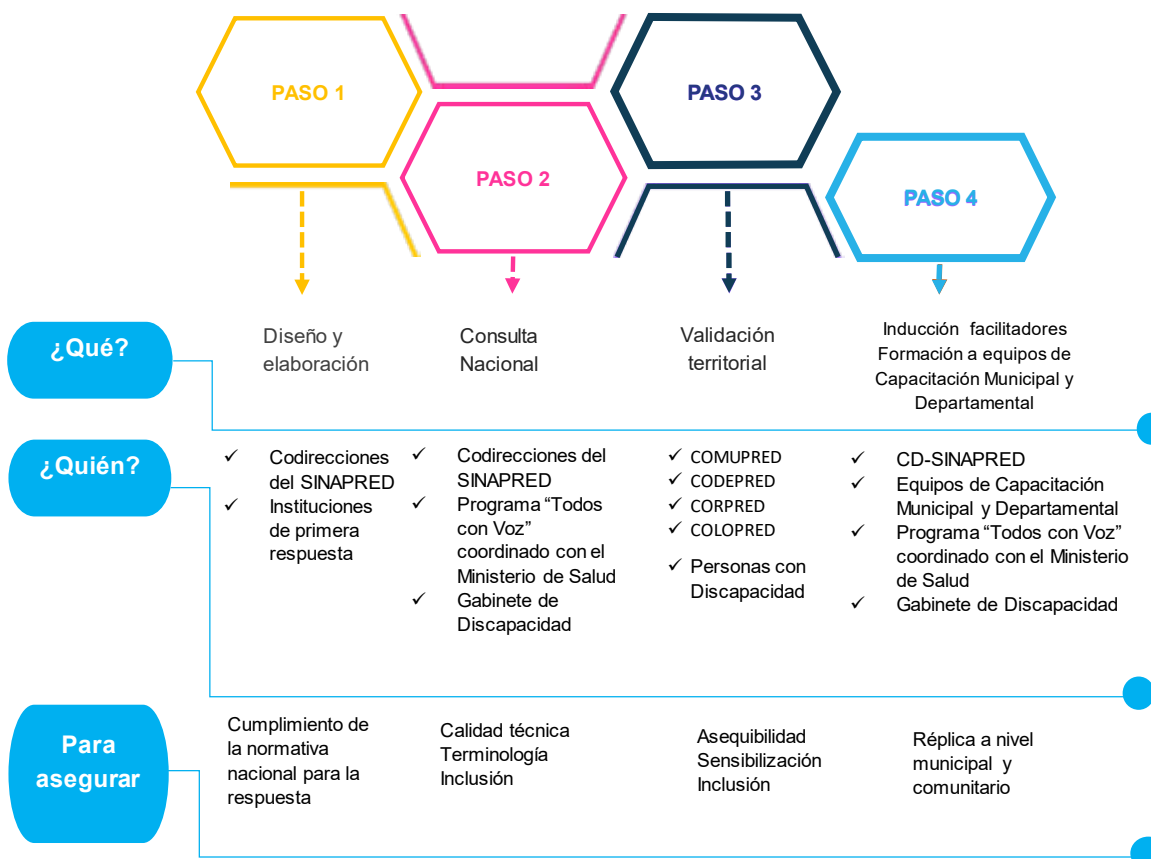 PASO 1
PASO 2
PASO 3
PASO 4
¿Qué?
Diseño y
elaboración
Consulta
Nacional
Validación
territorial
Inducción facilitadores
Formación a equipos de
Capacitación Municipal y
Departamental
¿Quién?
✓ Codirecciones
del SINAPRED
✓ Instituciones
de primera
respuesta
✓ Codirecciones del
SINAPRED
✓ Programa “Todos
con Voz”
coordinado con el
Ministerio de Salud
✓ Gabinete de
Discapacidad
✓ COMUPRED
✓ CODEPRED
✓ CORPRED
✓ COLOPRED
✓ Personas con
Discapacidad
✓ CD-SINAPRED
✓ Equipos de Capacitación
Municipal y Departamental
✓ Programa “Todos con Voz”
coordinado con el Ministerio
de Salud
✓ Gabinete de Discapacidad
Para
asegurar
Cumplimiento de
la normativa
nacional para la
respuesta
Calidad técnica
Terminología
Inclusión
Asequibilidad
Sensibilización
Inclusión
Réplica a nivel
municipal y
comunitario